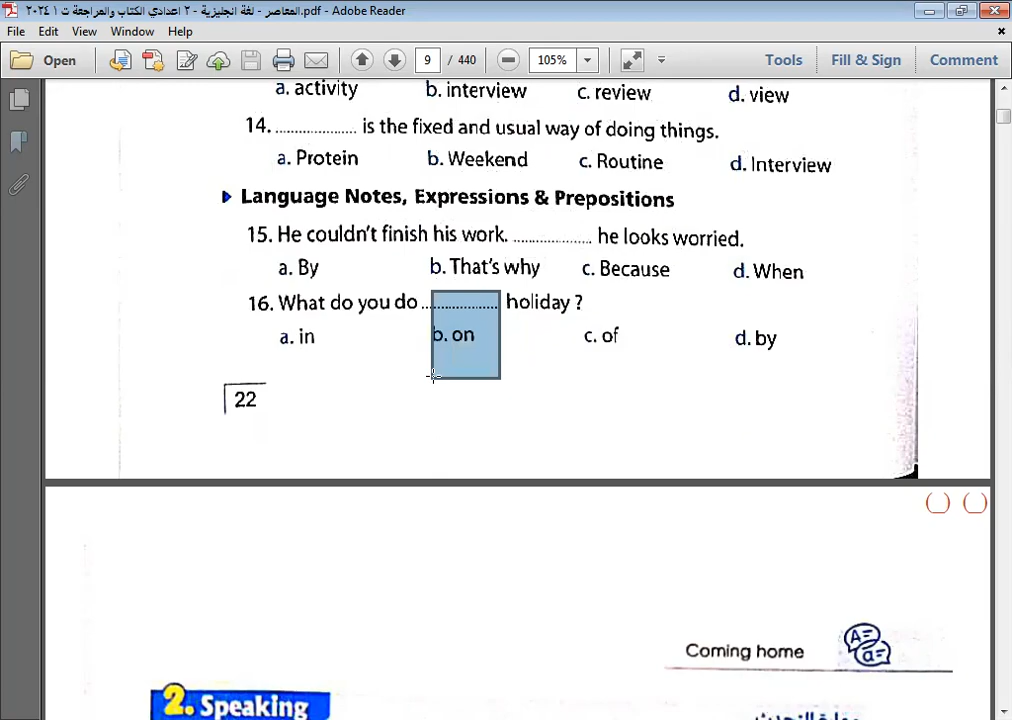 المعاصر - لغة انجليزية - ٢ اعدادي الكتاب والمراجعة ت ١ ٢٠٢٤.pdf - Adobe Reader
File Edit View Window Help
Open 9 / 440 105% Tools Fill & Sign Comment
a. activity b. interview c. review d. view
14. .................... is the fixed and usual way of doing things.
a. Protein b. Weekend c. Routine d. Interview
Language Notes, Expressions & Prepositions
15. He couldn't finish his work. .................... he looks worried.
a. By b. That's why c. Because d. When
16. What do you do .................... holiday ?
a. in b. on c. of d. by
22
Coming home A= a=
2. Speaking